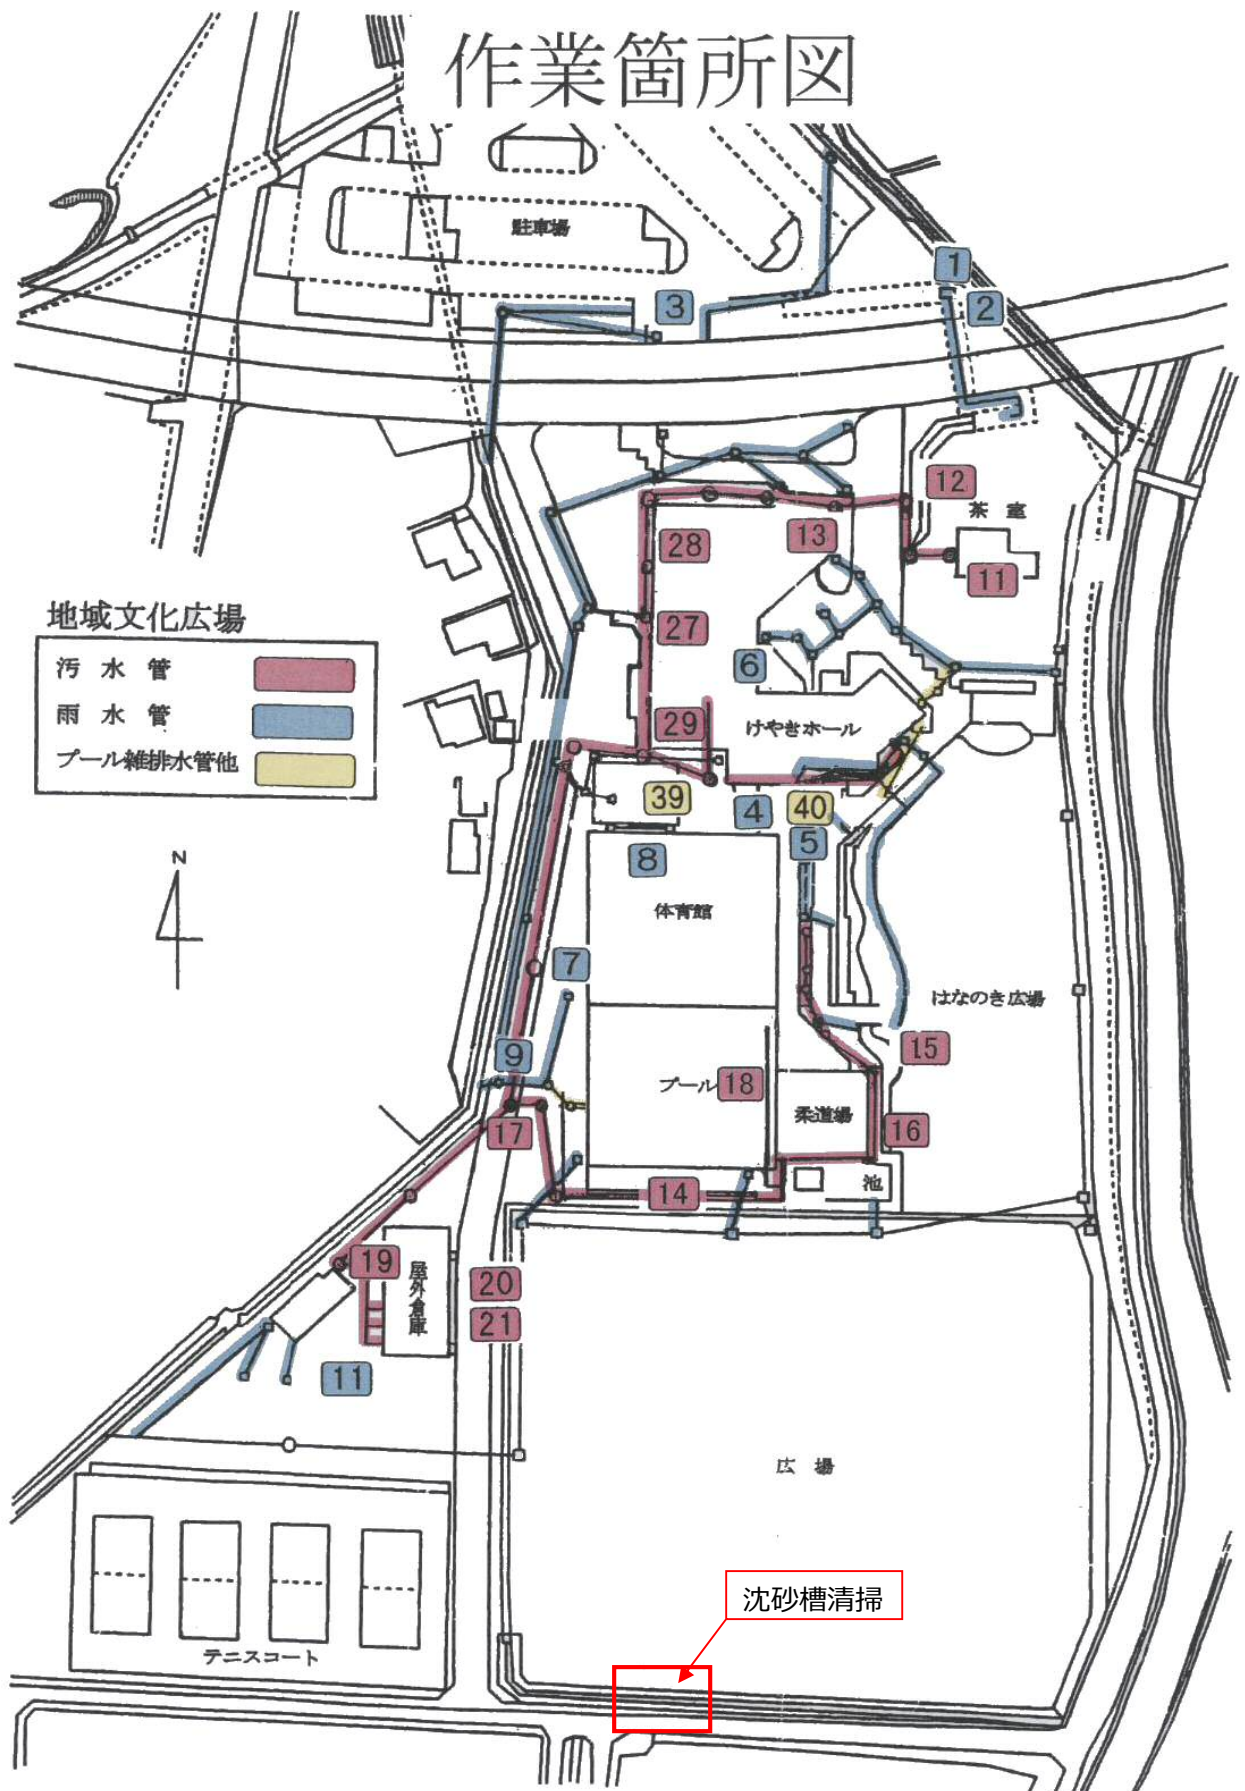 作業箇所図
駐車場
1
3
2
12
茶室
28
13
11
地域文化広場
27
汚水管
6
雨水管
29
けやきホール
プール雑排水管他
39
4
40
5
8
N
体育館
7
はなのき広場
9
15
プール
18
柔道場
17
16
14
池
19
屋外倉庫
20
21
11
広場
沈砂槽清掃
テニスコート